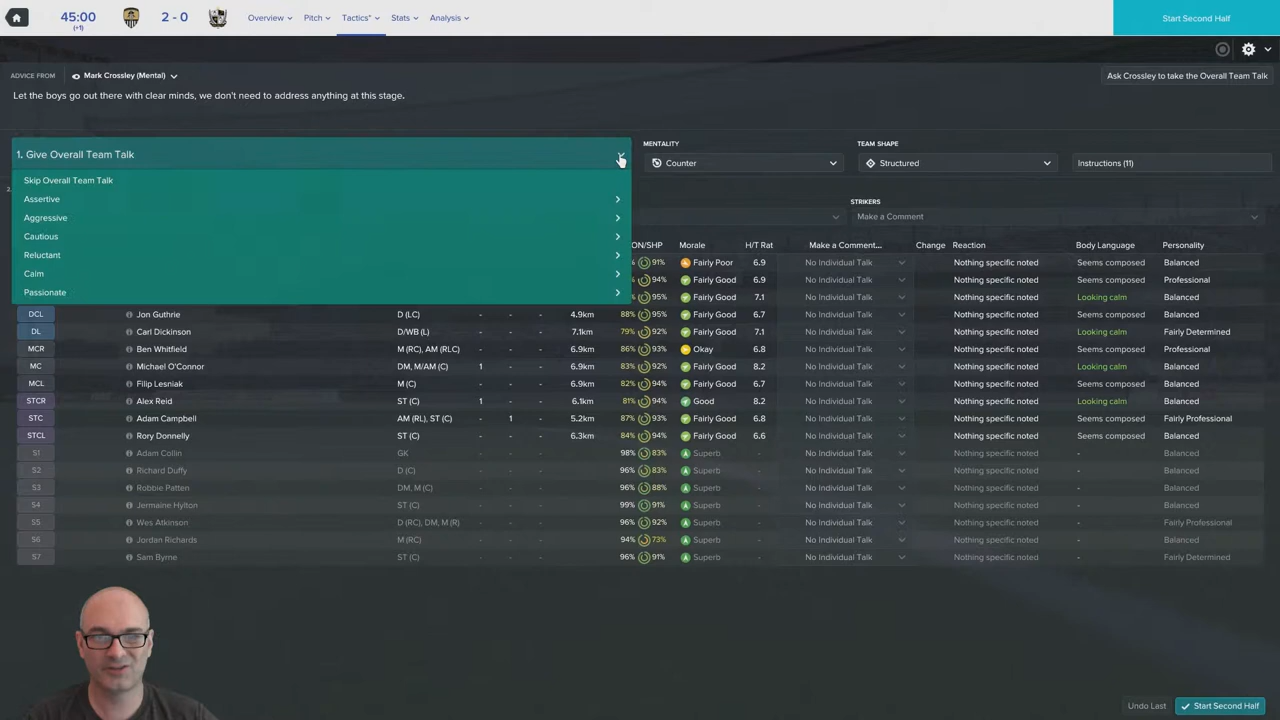 45:00 2 - 0 Overview Pitch Tactics* Stats Analysis Start Second Half
(+1)
ADVICE FROM Mark Crossley (Mental) Ask Crossley to take the Overall Team Talk
Let the boys go out there with clear minds, we don't need to address anything at this stage.
MENTALITY TEAM SHAPE
1. Give Overall Team Talk Counter Structured Instructions (11)
Skip Overall Team Talk
Assertive STRIKERS
Aggressive Make a Comment
Cautious
ON/SHP Morale H/T Rat Make a Comment... Change Reaction Body Language Personality
Reluctant 91% Fairly Poor 6.9 No Individual Talk Nothing specific noted Seems composed Balanced
Calm 94% Fairly Good 6.9 No Individual Talk Nothing specific noted Seems composed Professional
Passionate 95% Fairly Good 7.1 No Individual Talk Nothing specific noted Looking calm Balanced
DCL Jon Guthrie D (LC) - - - 4.9km 88% 95% Fairly Good 6.7 No Individual Talk Nothing specific noted Seems composed Balanced
DL Carl Dickinson D/WB (L) - - - 7.1km 79% 92% Fairly Good 7.1 No Individual Talk Nothing specific noted Looking calm Fairly Determined
MCR Ben Whitfield M (RC), AM (RLC) - - - 6.9km 86% 93% Okay 6.8 No Individual Talk Nothing specific noted Seems composed Professional
MC Michael O'Connor DM, M/AM (C) 1 - - 6.9km 83% 92% Fairly Good 8.2 No Individual Talk Nothing specific noted Looking calm Balanced
MCL Filip Lesniak M (C) - - - 6.9km 82% 94% Fairly Good 6.7 No Individual Talk Nothing specific noted Seems composed Balanced
STCR Alex Reid ST (C) 1 - - 6.1km 81% 94% Good 8.2 No Individual Talk Nothing specific noted Looking calm Balanced
STC Adam Campbell AM (RL), ST (C) - 1 - 5.2km 87% 93% Fairly Good 6.8 No Individual Talk Nothing specific noted Seems composed Fairly Professional
STCL Rory Donnelly ST (C) - - - 6.3km 84% 94% Fairly Good 6.6 No Individual Talk Nothing specific noted Seems composed Balanced
S1 Adam Collin GK - - - 98% 83% Superb - No Individual Talk Nothing specific noted - Balanced
S2 Richard Duffy D (C) - - - 96% 83% Superb - No Individual Talk Nothing specific noted - Balanced
S3 Robbie Patten DM, M (C) - - - 96% 88% Superb - No Individual Talk Nothing specific noted - Balanced
S4 Jermaine Hylton ST (C) - - - 99% 91% Superb - No Individual Talk Nothing specific noted - Balanced
S5 Wes Atkinson D (RC), DM, M (R) - - - 96% 92% Superb - No Individual Talk Nothing specific noted - Fairly Professional
S6 Jordan Richards M (RC) - - - 94% 73% Superb - No Individual Talk Nothing specific noted - Balanced
S7 Sam Byrne ST (C) - - - 96% 91% Superb - No Individual Talk Nothing specific noted - Fairly Determined
Undo Last Start Second Half